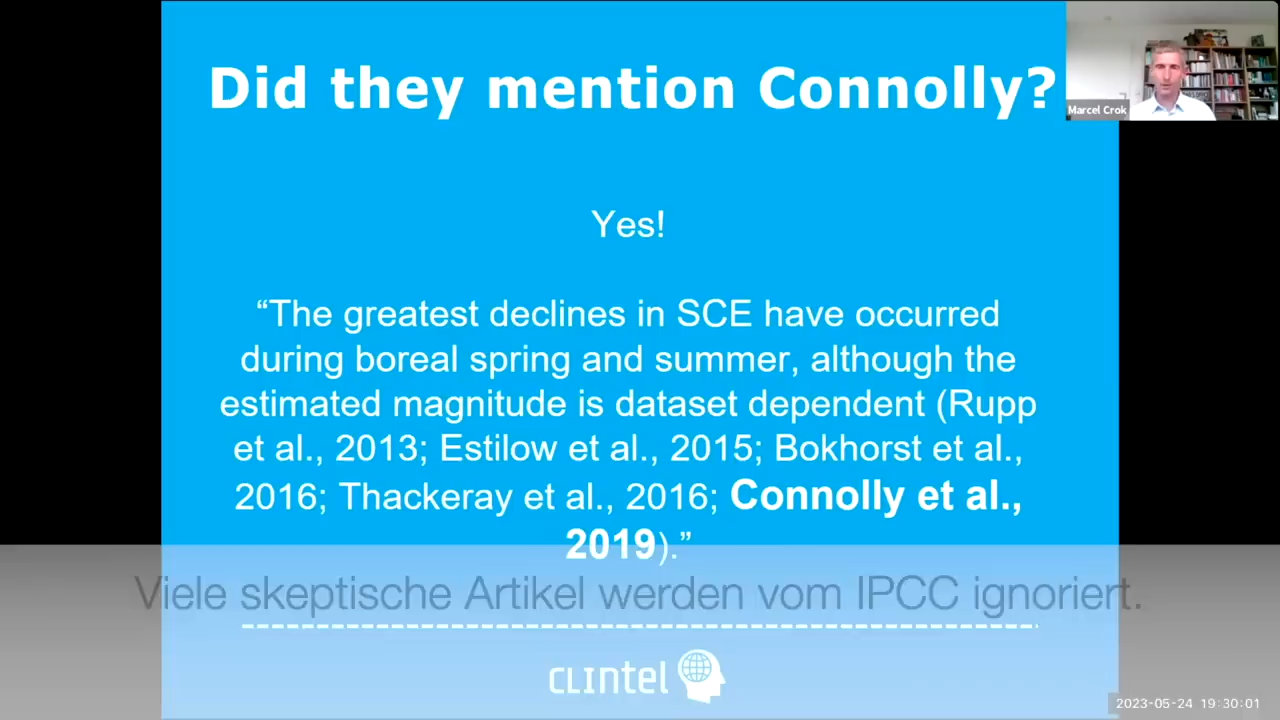 Did they mention Connolly?
Marcel Crok
Yes!
“The greatest declines in SCE have occurred
during boreal spring and summer, although the
estimated magnitude is dataset dependent (Rupp
et al., 2013; Estilow et al., 2015; Bokhorst et al.,
2016; Thackeray et al., 2016; Connolly et al.,
2019).”
Viele skeptische Artikel werden vom IPCC ignoriert.
CLINtel
2023-05-24 19:30:01